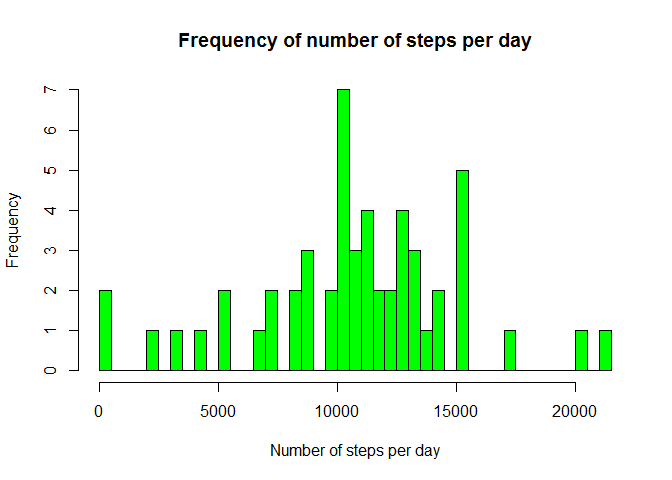 Frequency of number of steps per day
Frequency
7
6
5
4
3
2
1
0
0 5000 10000 15000 20000
Number of steps per day